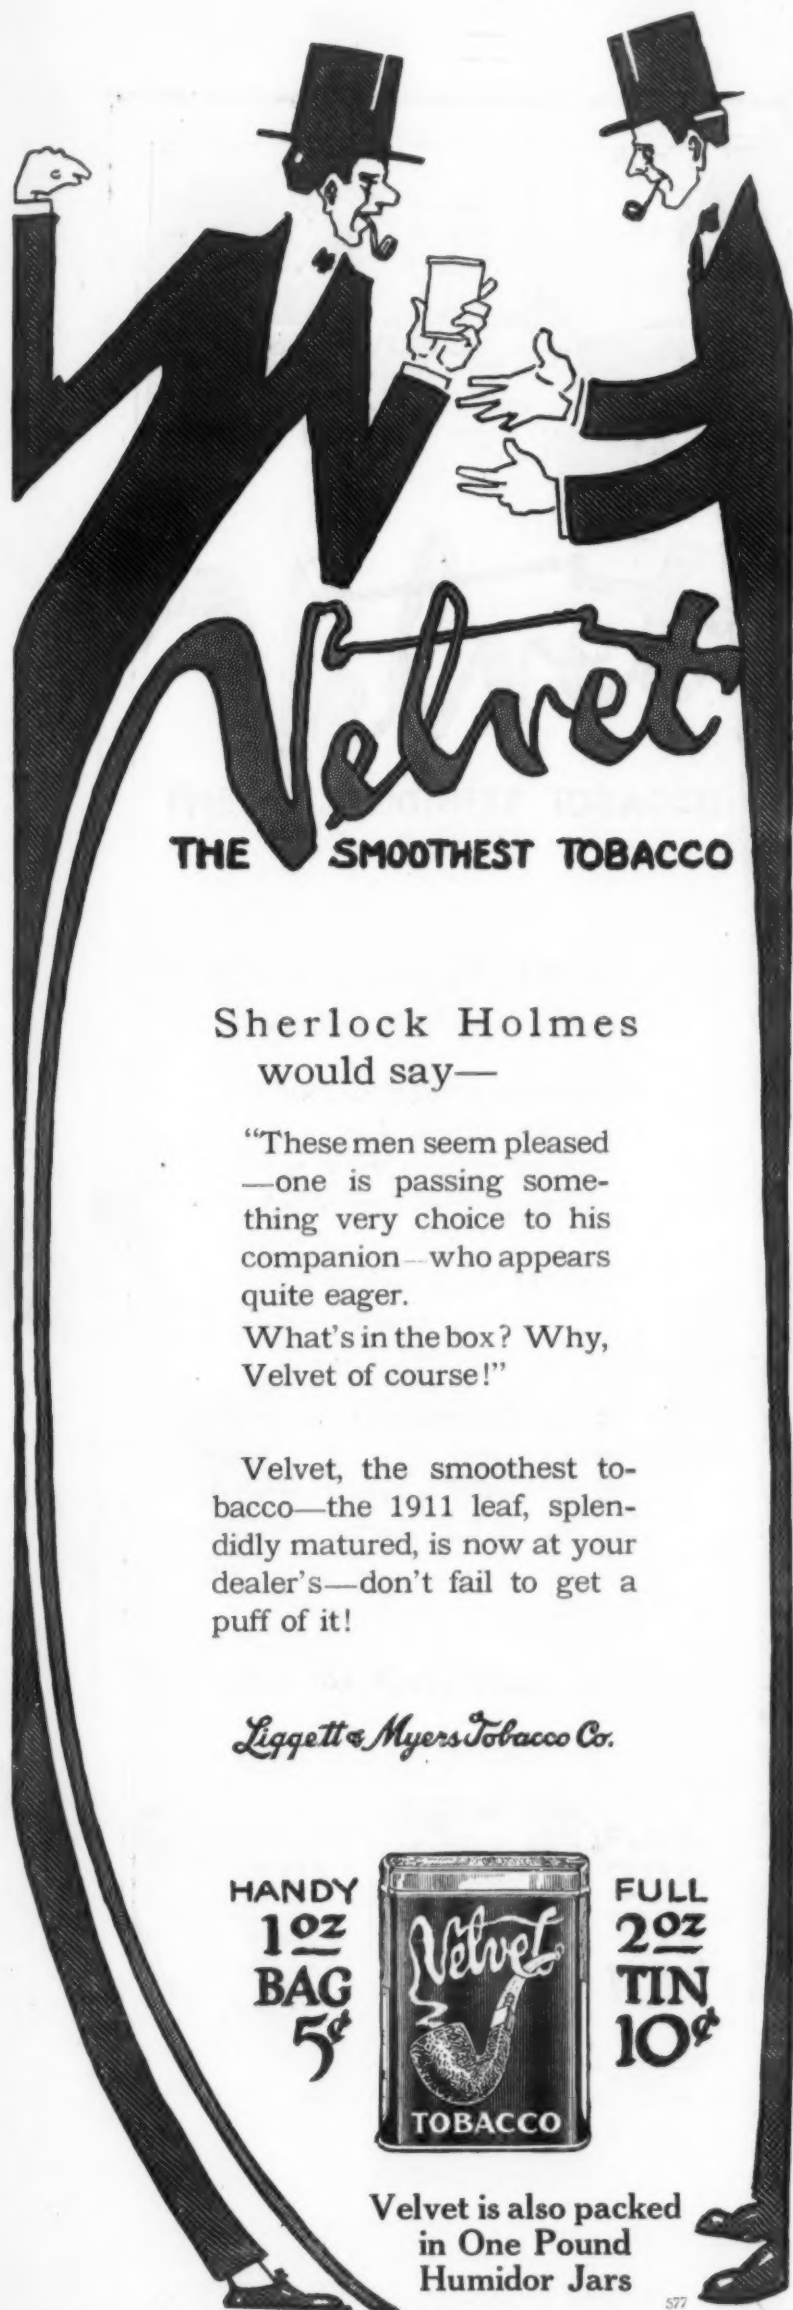 Velvet
THE SMOOTHEST TOBACCO
Sherlock Holmes
would say—
“These men seem pleased
—one is passing some-
thing very choice to his
companion—who appears
quite eager.
What's in the box? Why,
Velvet of course!”
Velvet, the smoothest to-
bacco—the 1911 leaf, splen-
didly matured, is now at your
dealer's—don't fail to get a
puff of it!
Liggett & Myers Tobacco Co.
HANDY
1 oz
BAG
5¢
Velvet
TOBACCO
FULL
2 oz
TIN
10¢
Velvet is also packed
in One Pound
Humidor Jars
577